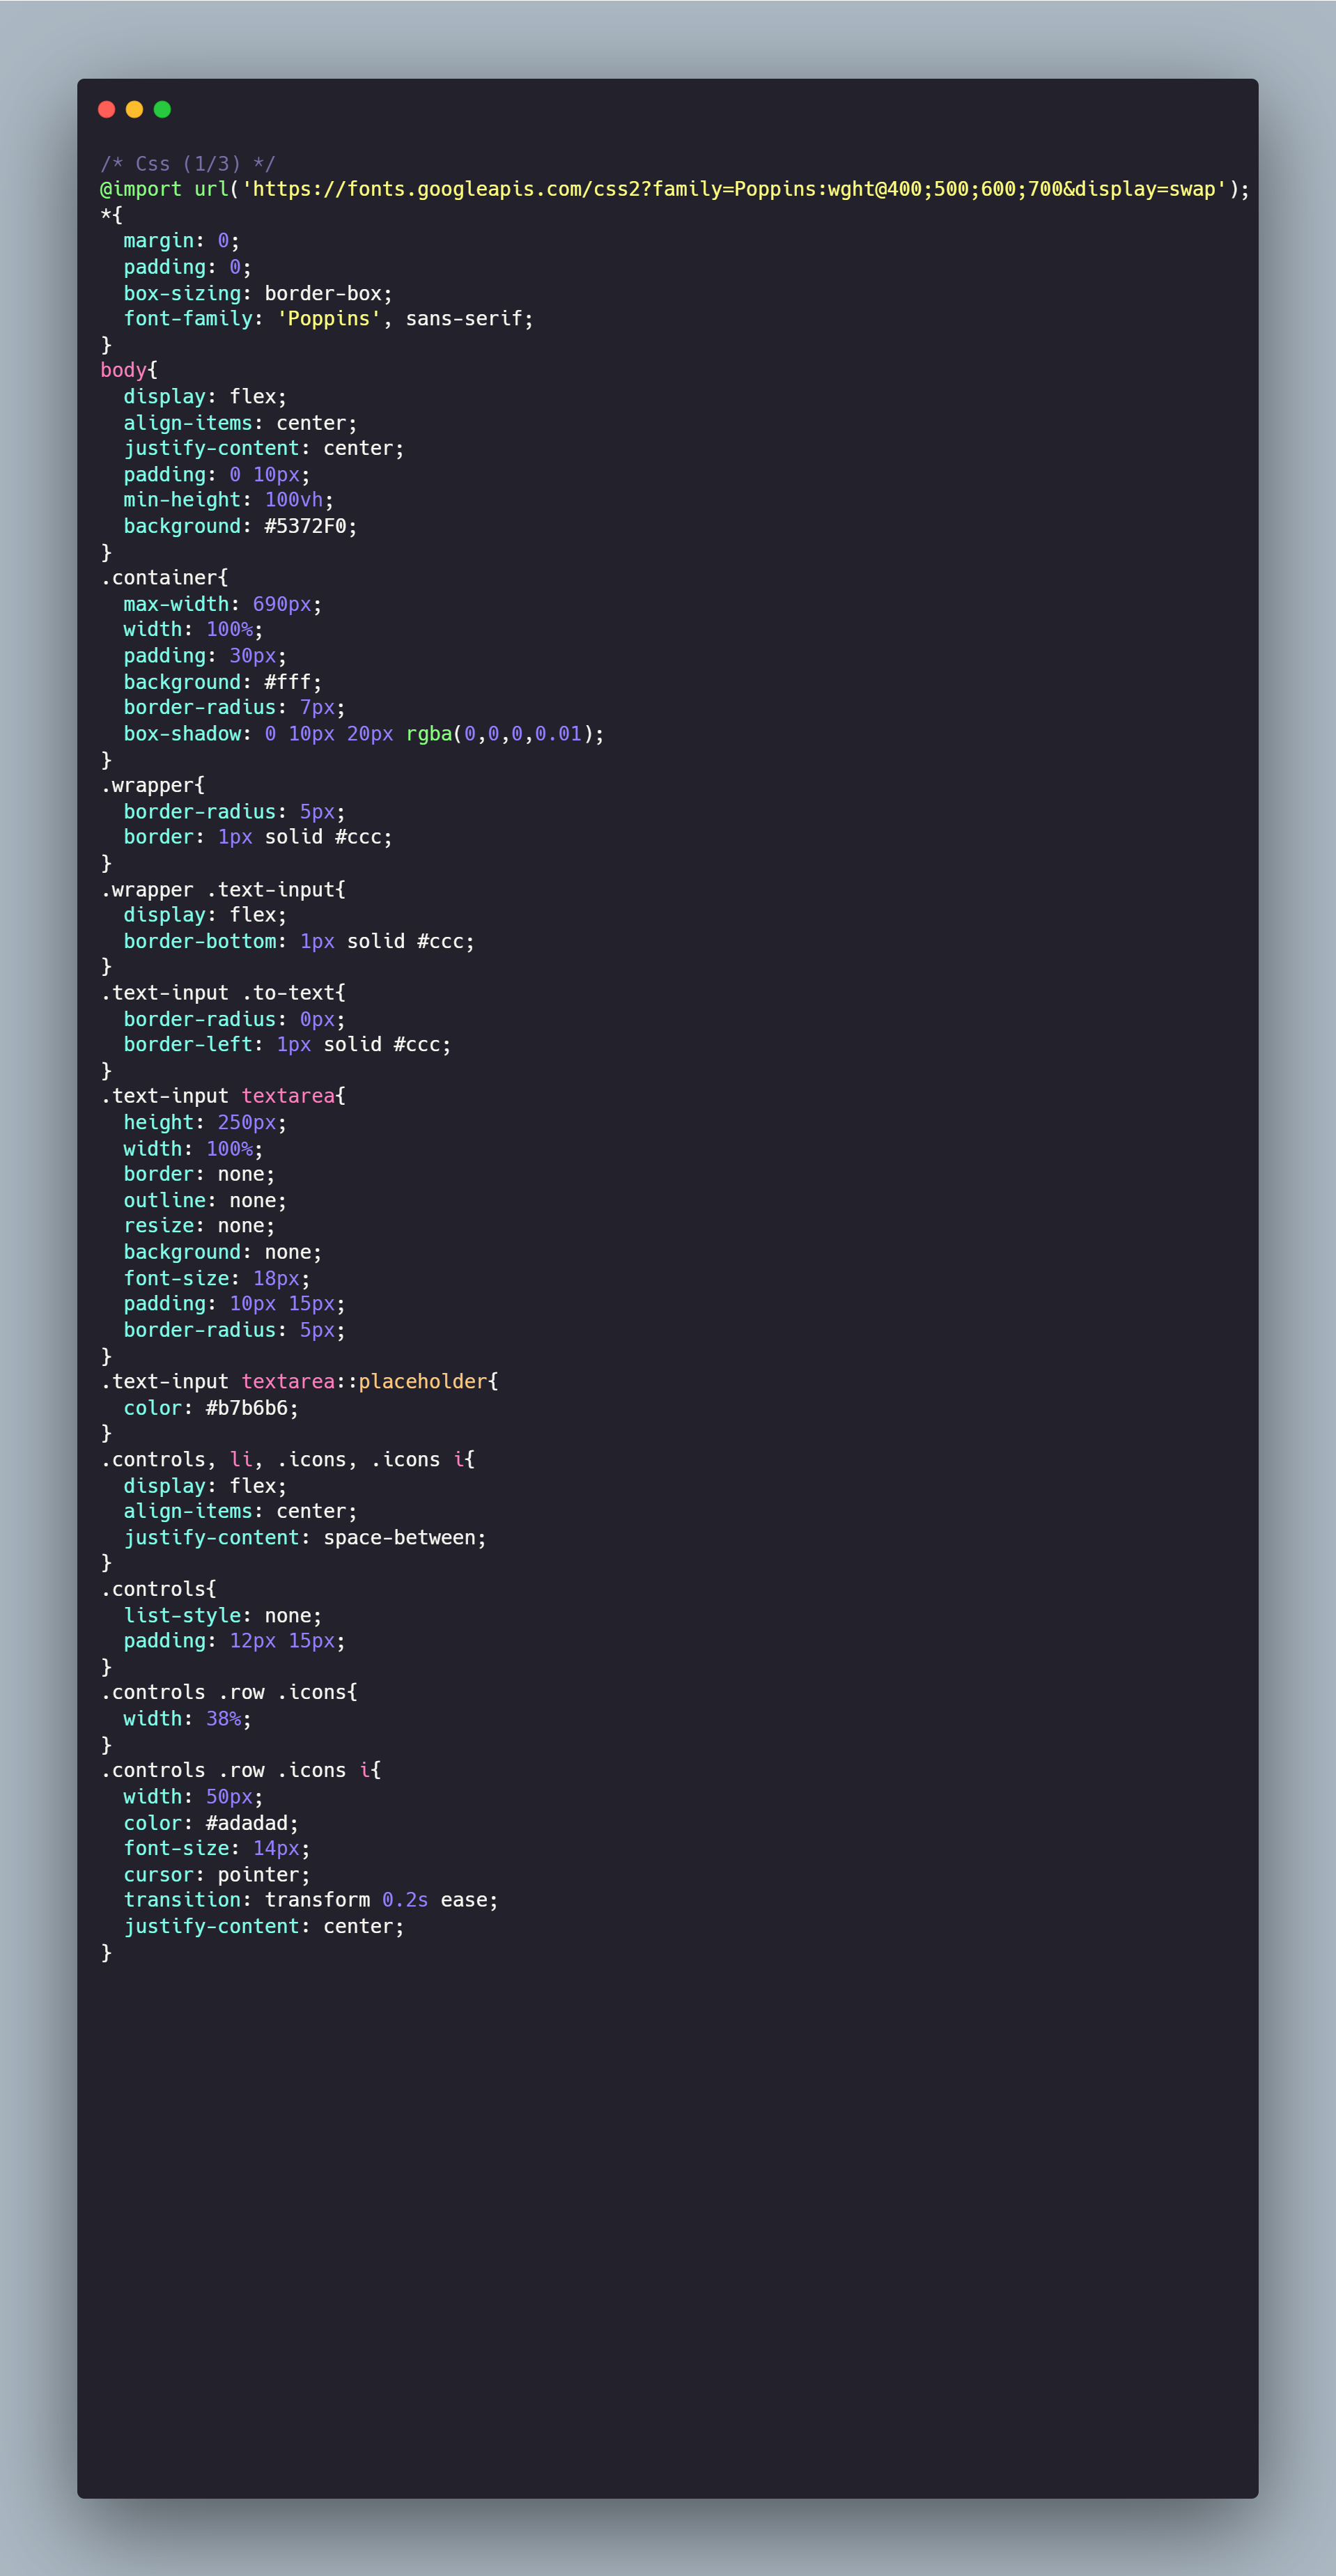 /* Css (1/3) */
@import url('https://fonts.googleapis.com/css2?family=Poppins:wght@400;500;600;700&display=swap');
*{
  margin: 0;
  padding: 0;
  box-sizing: border-box;
  font-family: 'Poppins', sans-serif;
}
body{
  display: flex;
  align-items: center;
  justify-content: center;
  padding: 0 10px;
  min-height: 100vh;
  background: #5372F0;
}
.container{
  max-width: 690px;
  width: 100%;
  padding: 30px;
  background: #fff;
  border-radius: 7px;
  box-shadow: 0 10px 20px rgba(0,0,0,0.01);
}
.wrapper{
  border-radius: 5px;
  border: 1px solid #ccc;
}
.wrapper .text-input{
  display: flex;
  border-bottom: 1px solid #ccc;
}
.text-input .to-text{
  border-radius: 0px;
  border-left: 1px solid #ccc;
}
.text-input textarea{
  height: 250px;
  width: 100%;
  border: none;
  outline: none;
  resize: none;
  background: none;
  font-size: 18px;
  padding: 10px 15px;
  border-radius: 5px;
}
.text-input textarea::placeholder{
  color: #b7b6b6;
}
.controls, li, .icons, .icons i{
  display: flex;
  align-items: center;
  justify-content: space-between;
}
.controls{
  list-style: none;
  padding: 12px 15px;
}
.controls .row .icons{
  width: 38%;
}
.controls .row .icons i{
  width: 50px;
  color: #adadad;
  font-size: 14px;
  cursor: pointer;
  transition: transform 0.2s ease;
  justify-content: center;
}